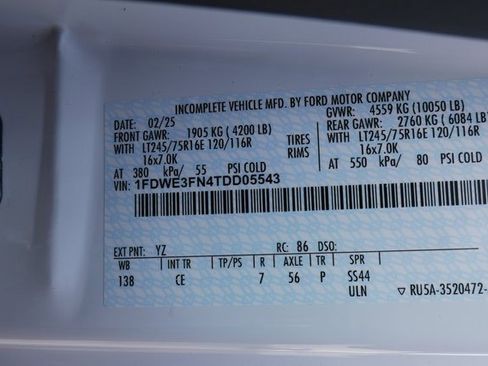 INCOMPLETE VEHICLE MFD. BY FORD MOTOR COMPANY
DATE: 02/25 GVWR: 4559 KG (10050 LB)
FRONT GAWR: 1905 KG ( 4200 LB) REAR GAWR: 2760 KG ( 6084 LB)
WITH LT245/75R16E 120/116R TIRES WITH LT245/75R16E 120/116R
16x7.0K RIMS 16x7.0K
AT 380 kPa/ 55 PSI COLD AT 550 kPa/ 80 PSI COLD
VIN: 1FDWE3FN4TDD05543
EXT PNT: YZ RC: 86 DSO:
WB INT TR TP/PS R AXLE TR SPR
138 CE 7 56 P SS44
ULN ▽ RU5A-3520472-